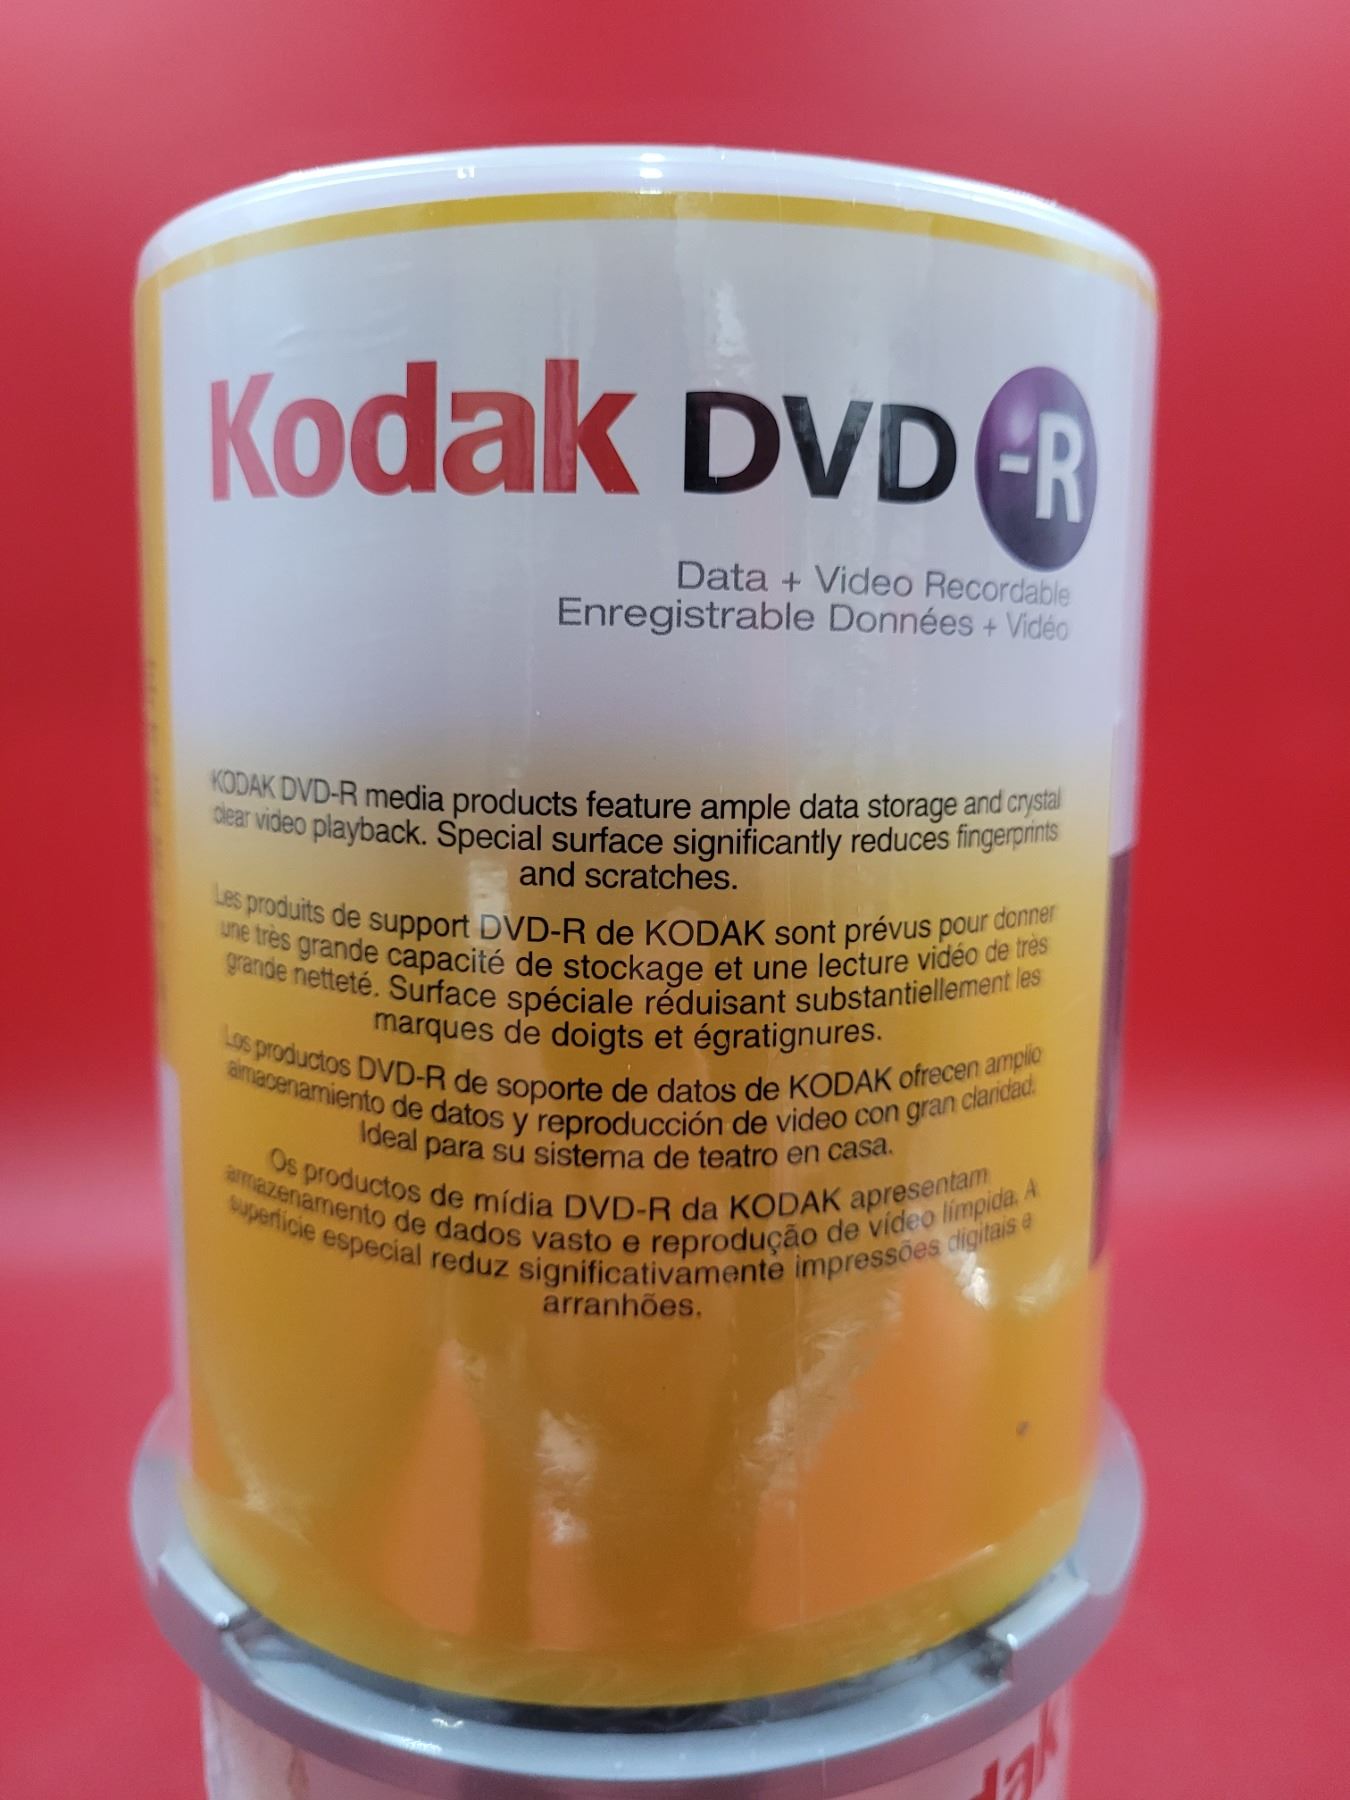 Kodak DVD -R
Data + Video Recordable
Enregistrable Données + Vidéo
KODAK DVD-R media products feature ample data storage and crystal
clear video playback. Special surface significantly reduces fingerprints
and scratches.
Les produits de support DVD-R de KODAK sont prévus pour donner
une très grande capacité de stockage et une lecture vidéo de très
grande netteté. Surface spéciale réduisant substantiellement les
marques de doigts et égratignures.
Los productos DVD-R de soporte de datos de KODAK ofrecen amplio
almacenamiento de datos y reproducción de video con gran claridad.
Ideal para su sistema de teatro en casa.
Os productos de mídia DVD-R da KODAK apresentam
armazenamento de dados vasto e reprodução de vídeo límpida. A
superfície especial reduz significativamente impressões digitais e
arranhões.
dak